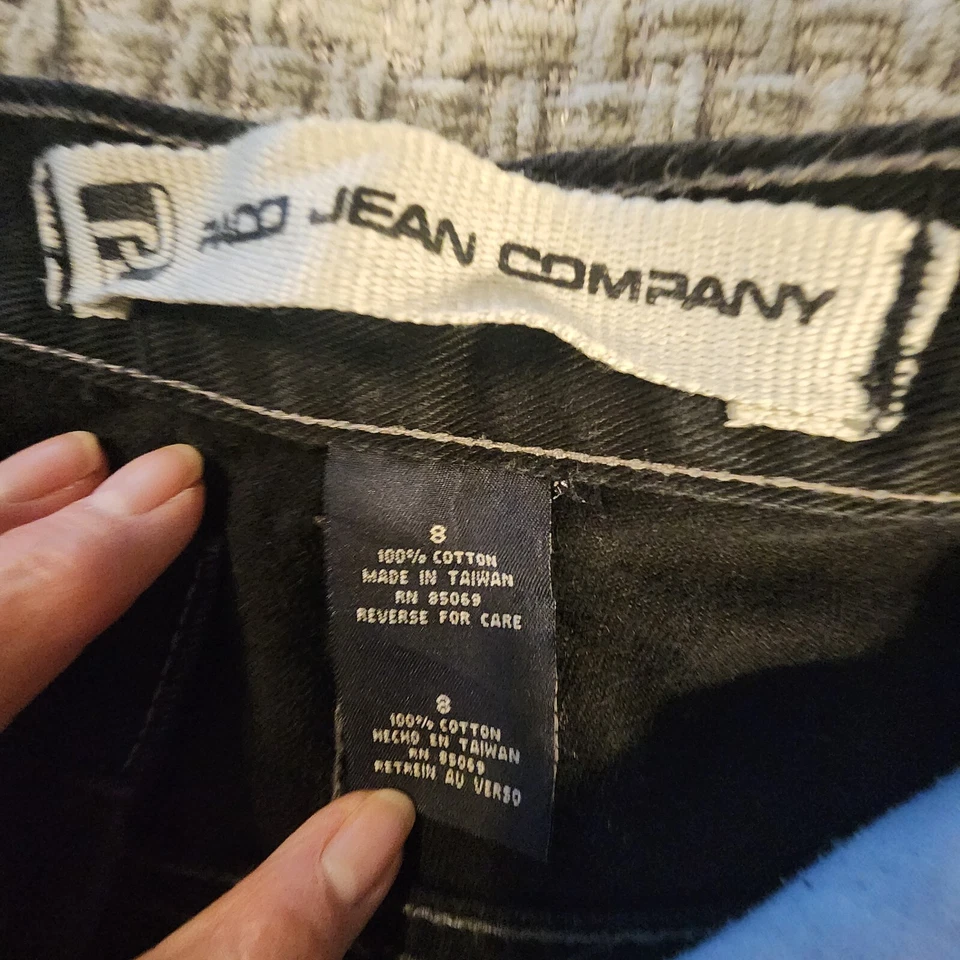 JEAN COMPANY
8
100% COTTON
MADE IN TAIWAN
RN 85069
REVERSE FOR CARE
8
100% COTTON
HECHO EN TAIWAN
RN 85069
RETREIN AU VERSO